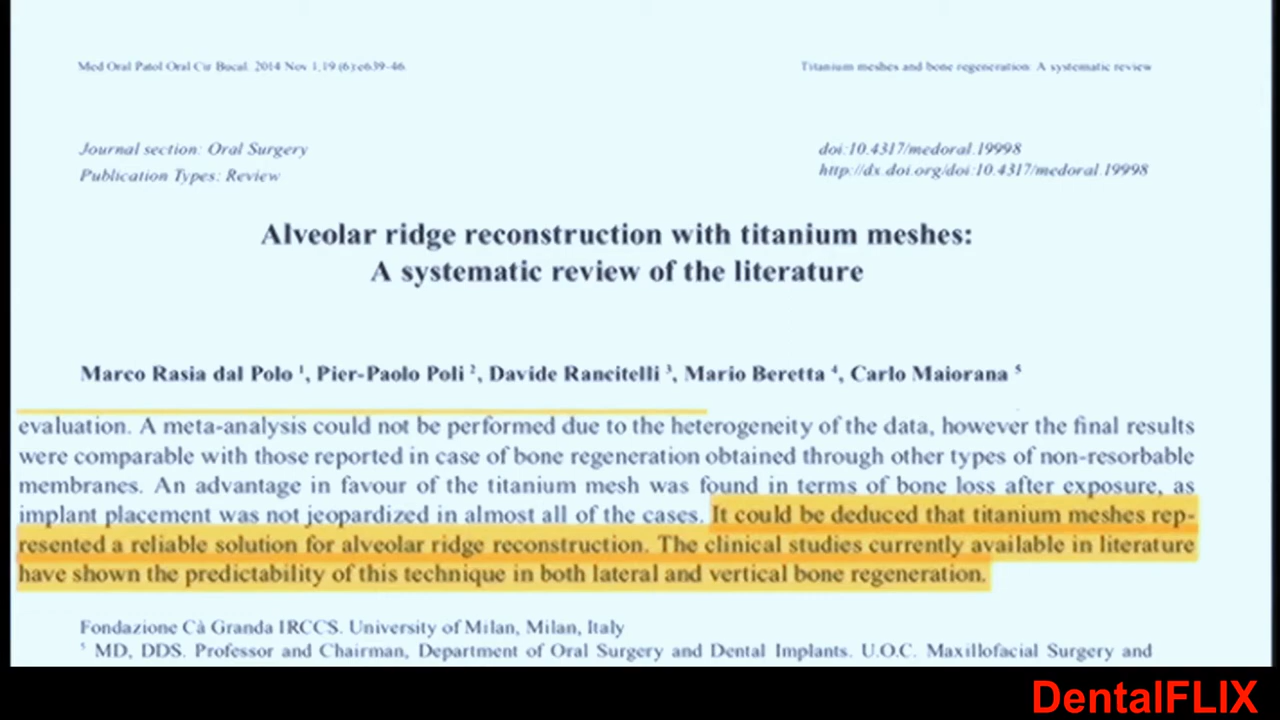 Med Oral Patol Oral Cir Bucal. 2014 Nov 1;19 (6):e639-46.
Titanium meshes and bone regeneration: A systematic review
Journal section: Oral Surgery
Publication Types: Review
doi:10.4317/medoral.19998
http://dx.doi.org/doi:10.4317/medoral.19998
Alveolar ridge reconstruction with titanium meshes:
A systematic review of the literature
Marco Rasia dal Polo 1, Pier-Paolo Poli 2, Davide Rancitelli 3, Mario Beretta 4, Carlo Maiorana 5
evaluation. A meta-analysis could not be performed due to the heterogeneity of the data, however the final results
were comparable with those reported in case of bone regeneration obtained through other types of non-resorbable
membranes. An advantage in favour of the titanium mesh was found in terms of bone loss after exposure, as
implant placement was not jeopardized in almost all of the cases. It could be deduced that titanium meshes rep-
resented a reliable solution for alveolar ridge reconstruction. The clinical studies currently available in literature
have shown the predictability of this technique in both lateral and vertical bone regeneration.
Fondazione Cà Granda IRCCS. University of Milan, Milan, Italy
5 MD, DDS. Professor and Chairman, Department of Oral Surgery and Dental Implants. U.O.C. Maxillofacial Surgery and
DentalFLIX